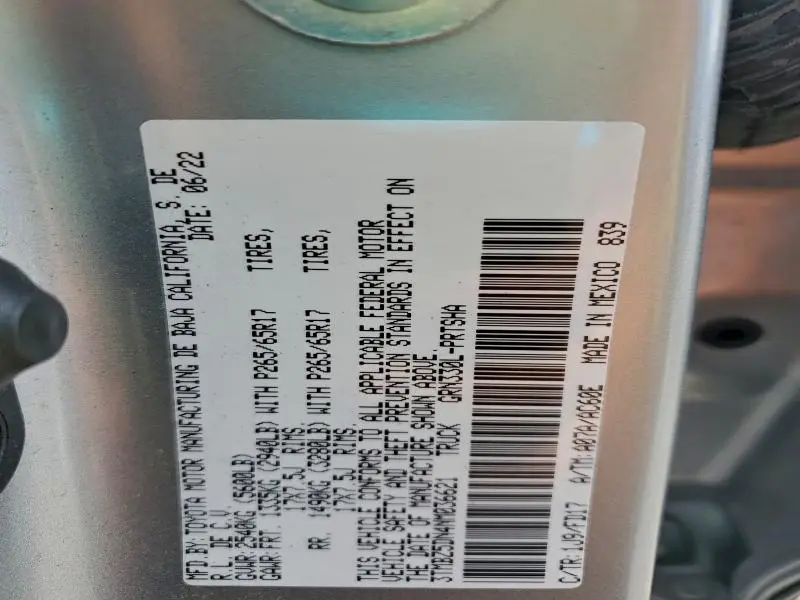 MFD.BY: TOYOTA MOTOR MANUFACTURING DE BAJA CALIFORNIA, S. DE
R.L. DE C.V. DATE: 06/22
GVWR: 2540KG (5600LB)
GAWR: FRT. 1335KG (2940LB) WITH P265/65R17 TIRES,
17X7.5J RIMS,
RR. 1490KG (3280LB) WITH P265/65R17 TIRES,
17X7.5J RIMS,
THIS VEHICLE CONFORMS TO ALL APPLICABLE FEDERAL MOTOR
VEHICLE SAFETY AND THEFT PREVENTION STANDARDS IN EFFECT ON
THE DATE OF MANUFACTURE SHOWN ABOVE.
3TMBZ5DN4NM036621 TRUCK GRN330L-PRTSHA
C/TR: 1J9/FD17 A/TM: A07A/AC60E MADE IN MEXICO 839